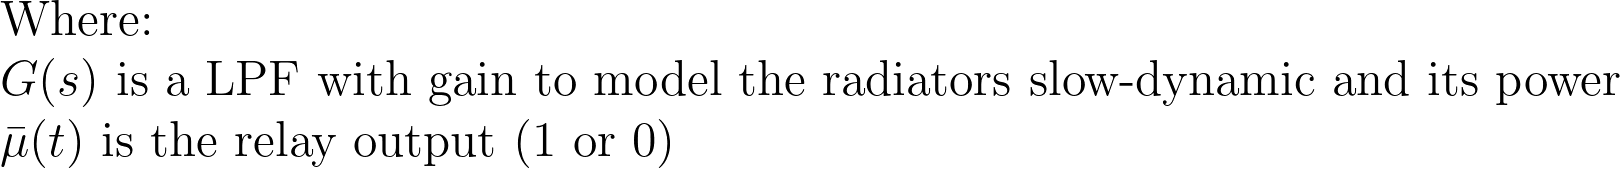 Where:
G(s) is a LPF with gain to model the radiators slow-dynamic and its power
μ̄(t) is the relay output (1 or 0)